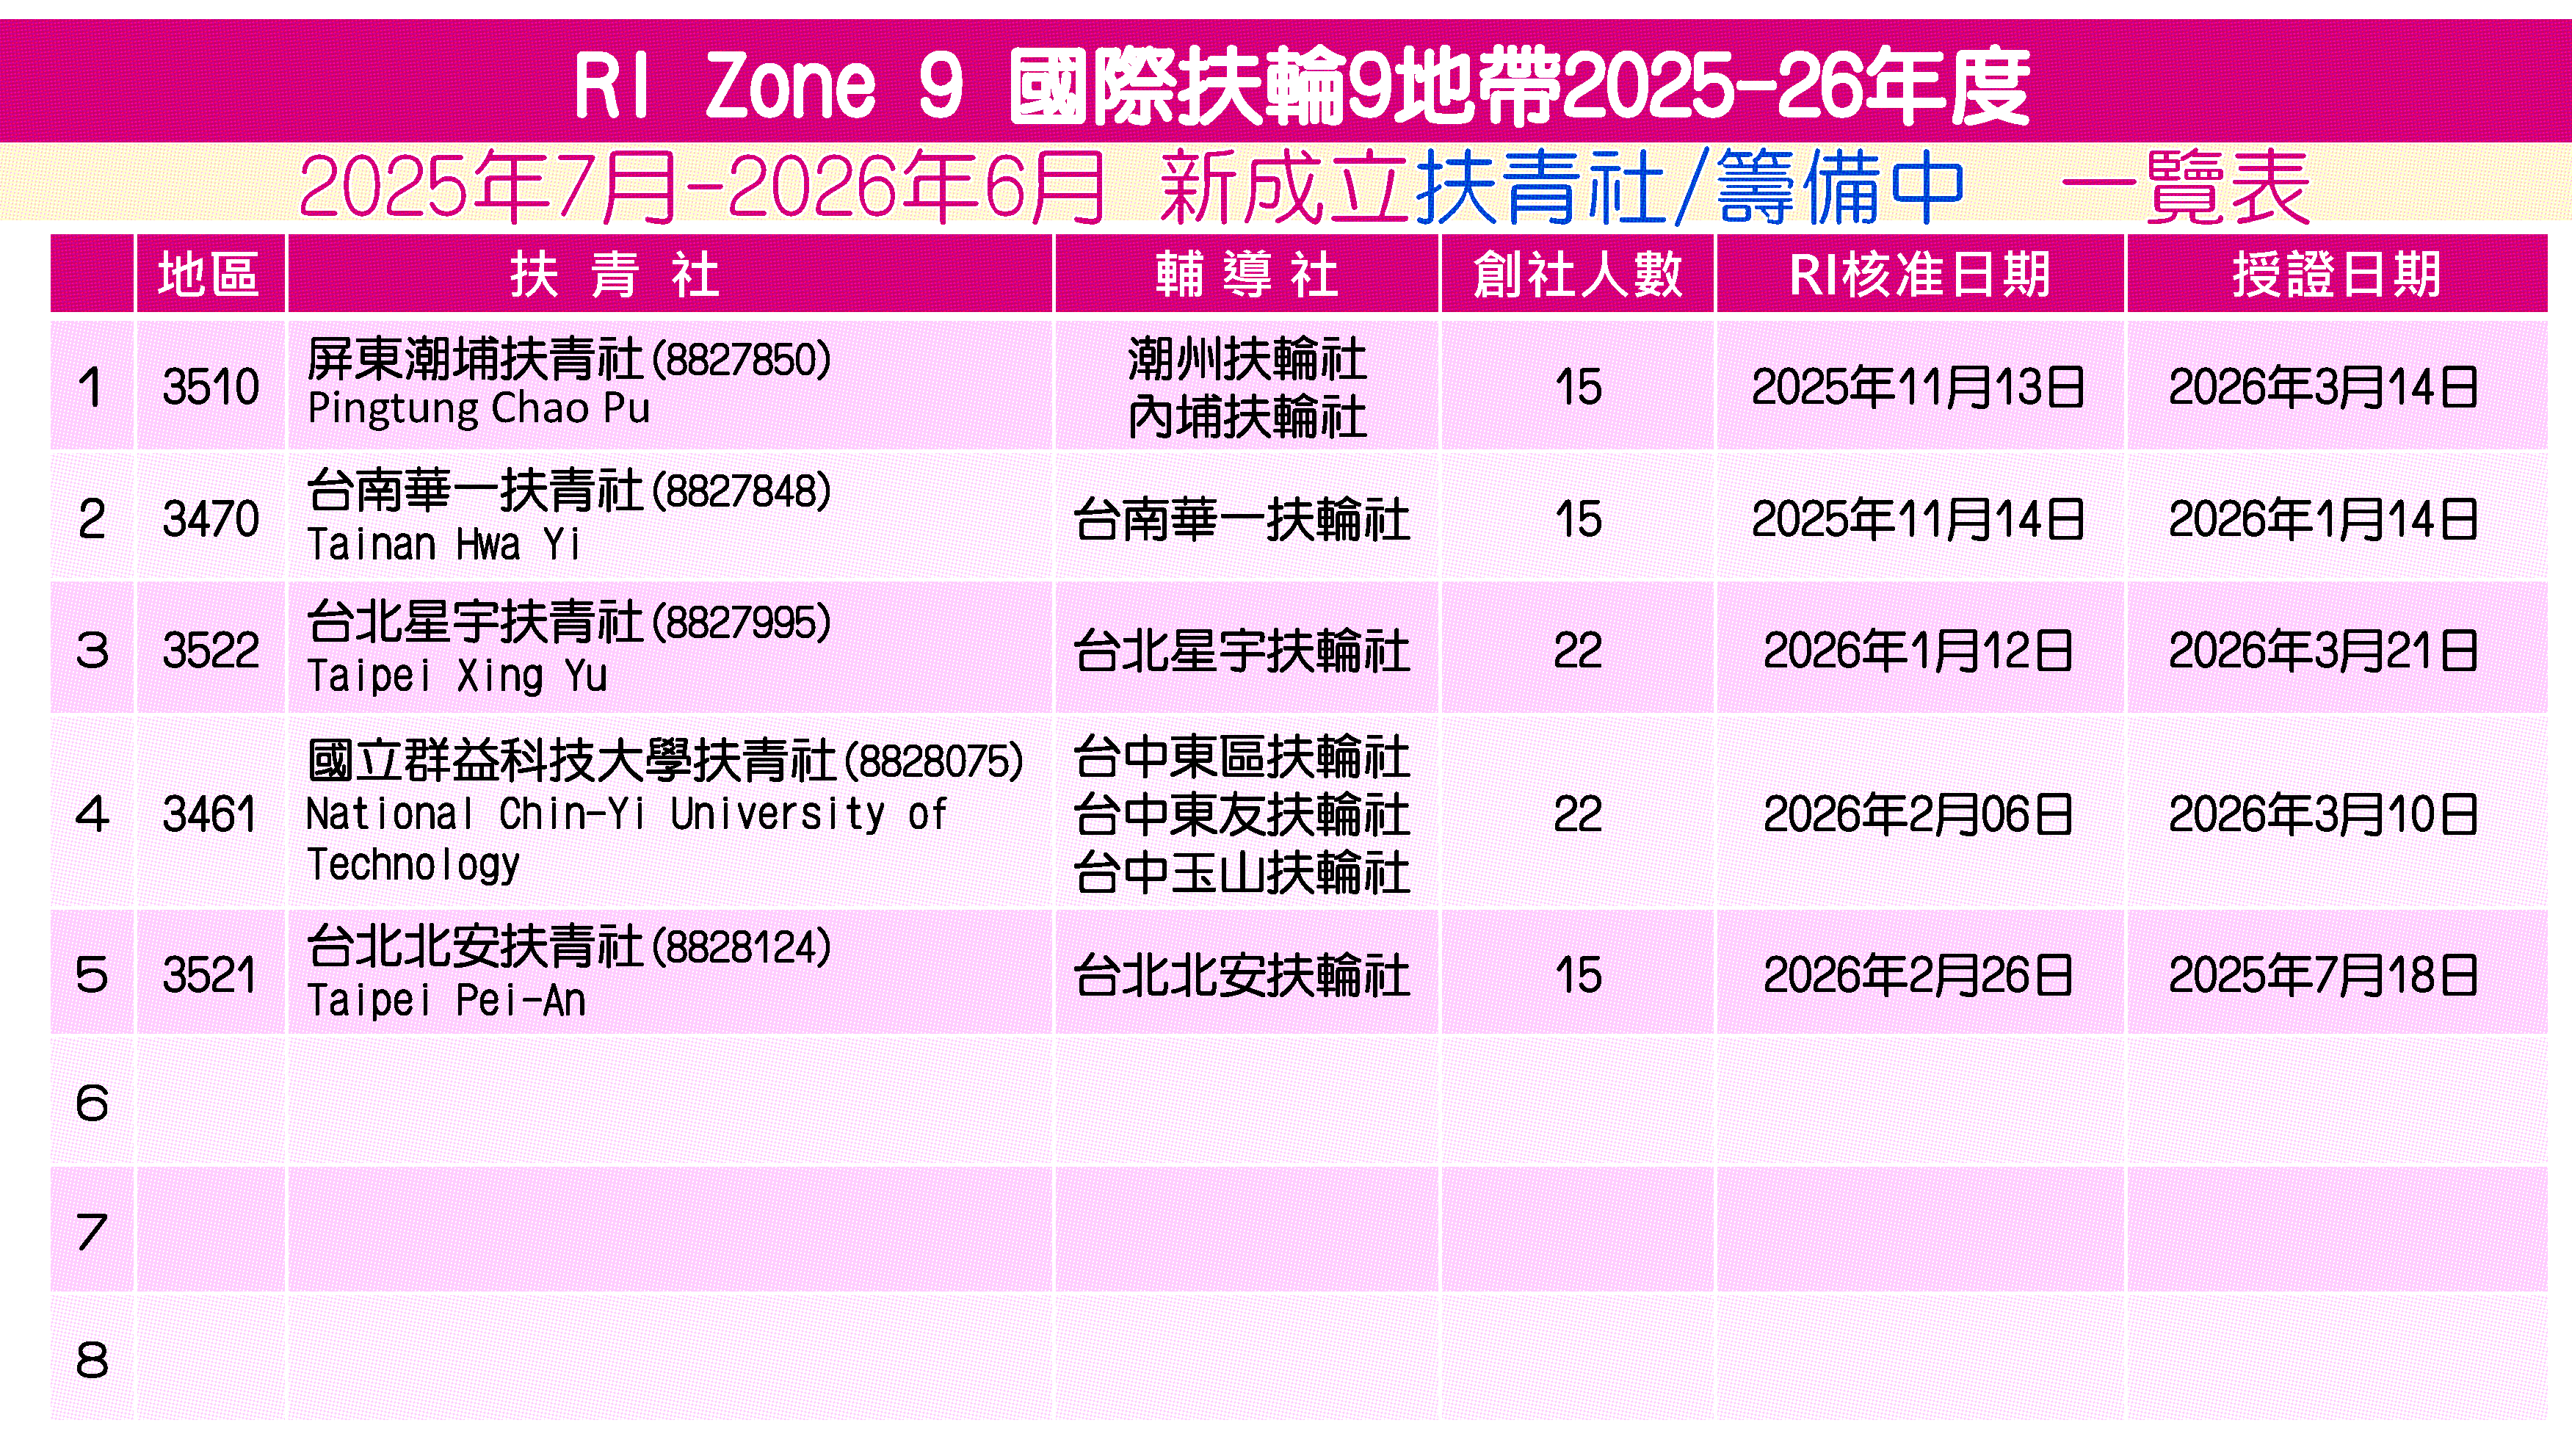 RI Zone 9 國際扶輪9地帶2025-26年度
2025年7月-2026年6月 新成立扶青社/籌備中 一覽表
地區 扶 青 社 輔 導 社 創社人數 RI核准日期 授證日期
1 3510 屏東潮埔扶青社(8827850) 潮州扶輪社 15 2025年11月13日 2026年3月14日
Pingtung Chao Pu 內埔扶輪社
2 3470 台南華一扶青社(8827848) 台南華一扶輪社 15 2025年11月14日 2026年1月14日
Tainan Hwa Yi
3 3522 台北星宇扶青社(8827995) 台北星宇扶輪社 22 2026年1月12日 2026年3月21日
Taipei Xing Yu
國立群益科技大學扶青社(8828075) 台中東區扶輪社
4 3461 National Chin-Yi University of 台中東友扶輪社 22 2026年2月06日 2026年3月10日
Technology 台中玉山扶輪社
5 3521 台北北安扶青社(8828124) 台北北安扶輪社 15 2026年2月26日 2025年7月18日
Taipei Pei-An
6
7
8